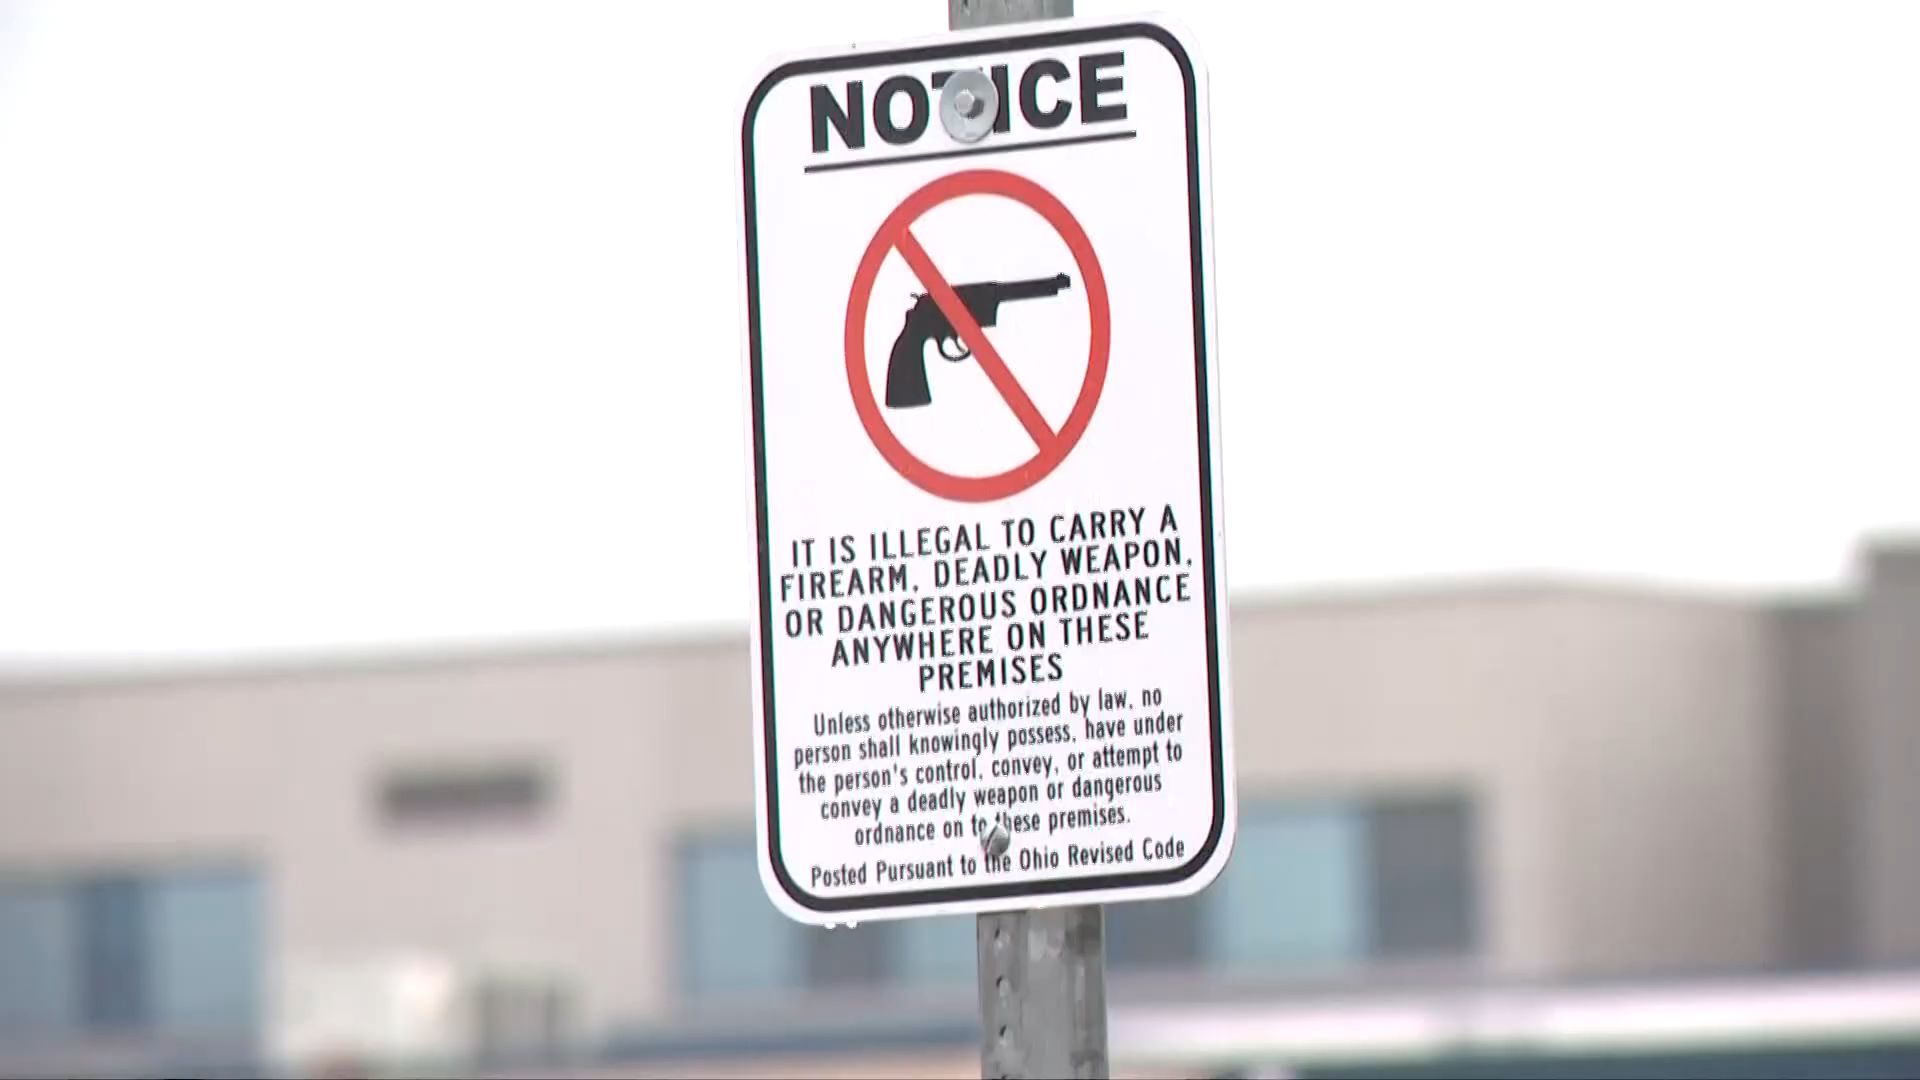 NOTICE
IT IS ILLEGAL TO CARRY A
FIREARM, DEADLY WEAPON,
OR DANGEROUS ORDNANCE
ANYWHERE ON THESE
PREMISES
Unless otherwise authorized by law, no
person shall knowingly possess, have under
the person's control, convey, or attempt to
convey a deadly weapon or dangerous
ordnance on to these premises.
Posted Pursuant to the Ohio Revised Code